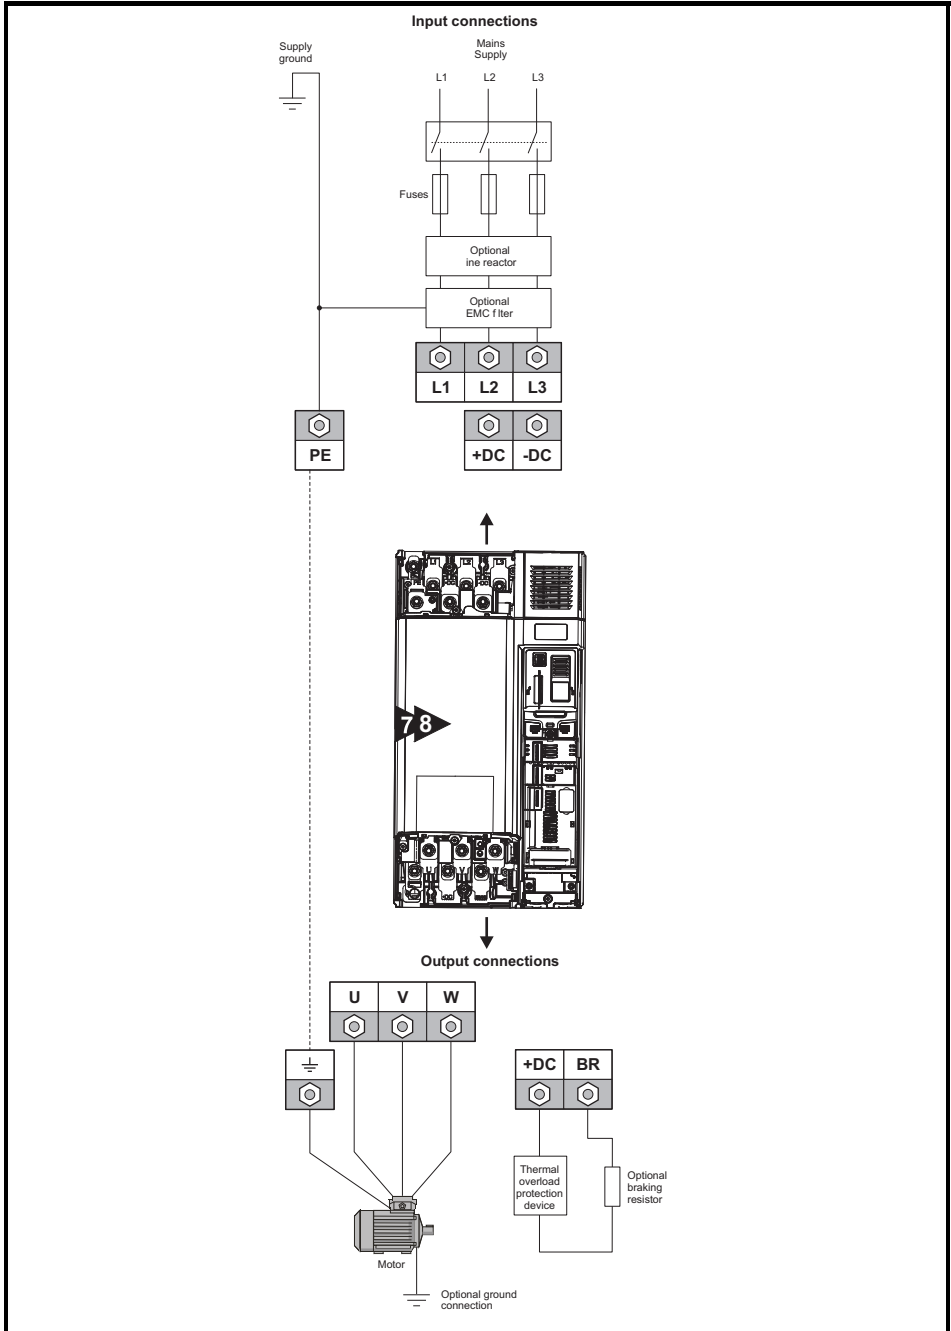 Input connections
Supply
ground
Mains
Supply
L1 L2 L3
Fuses
Optional
ine reactor
Optional
EMC f lter
L1 L2 L3
PE
+DC -DC
7 8
Output connections
U V W
+DC BR
Thermal
overload
protection
device
Optional
braking
resistor
Motor
Optional ground
connection